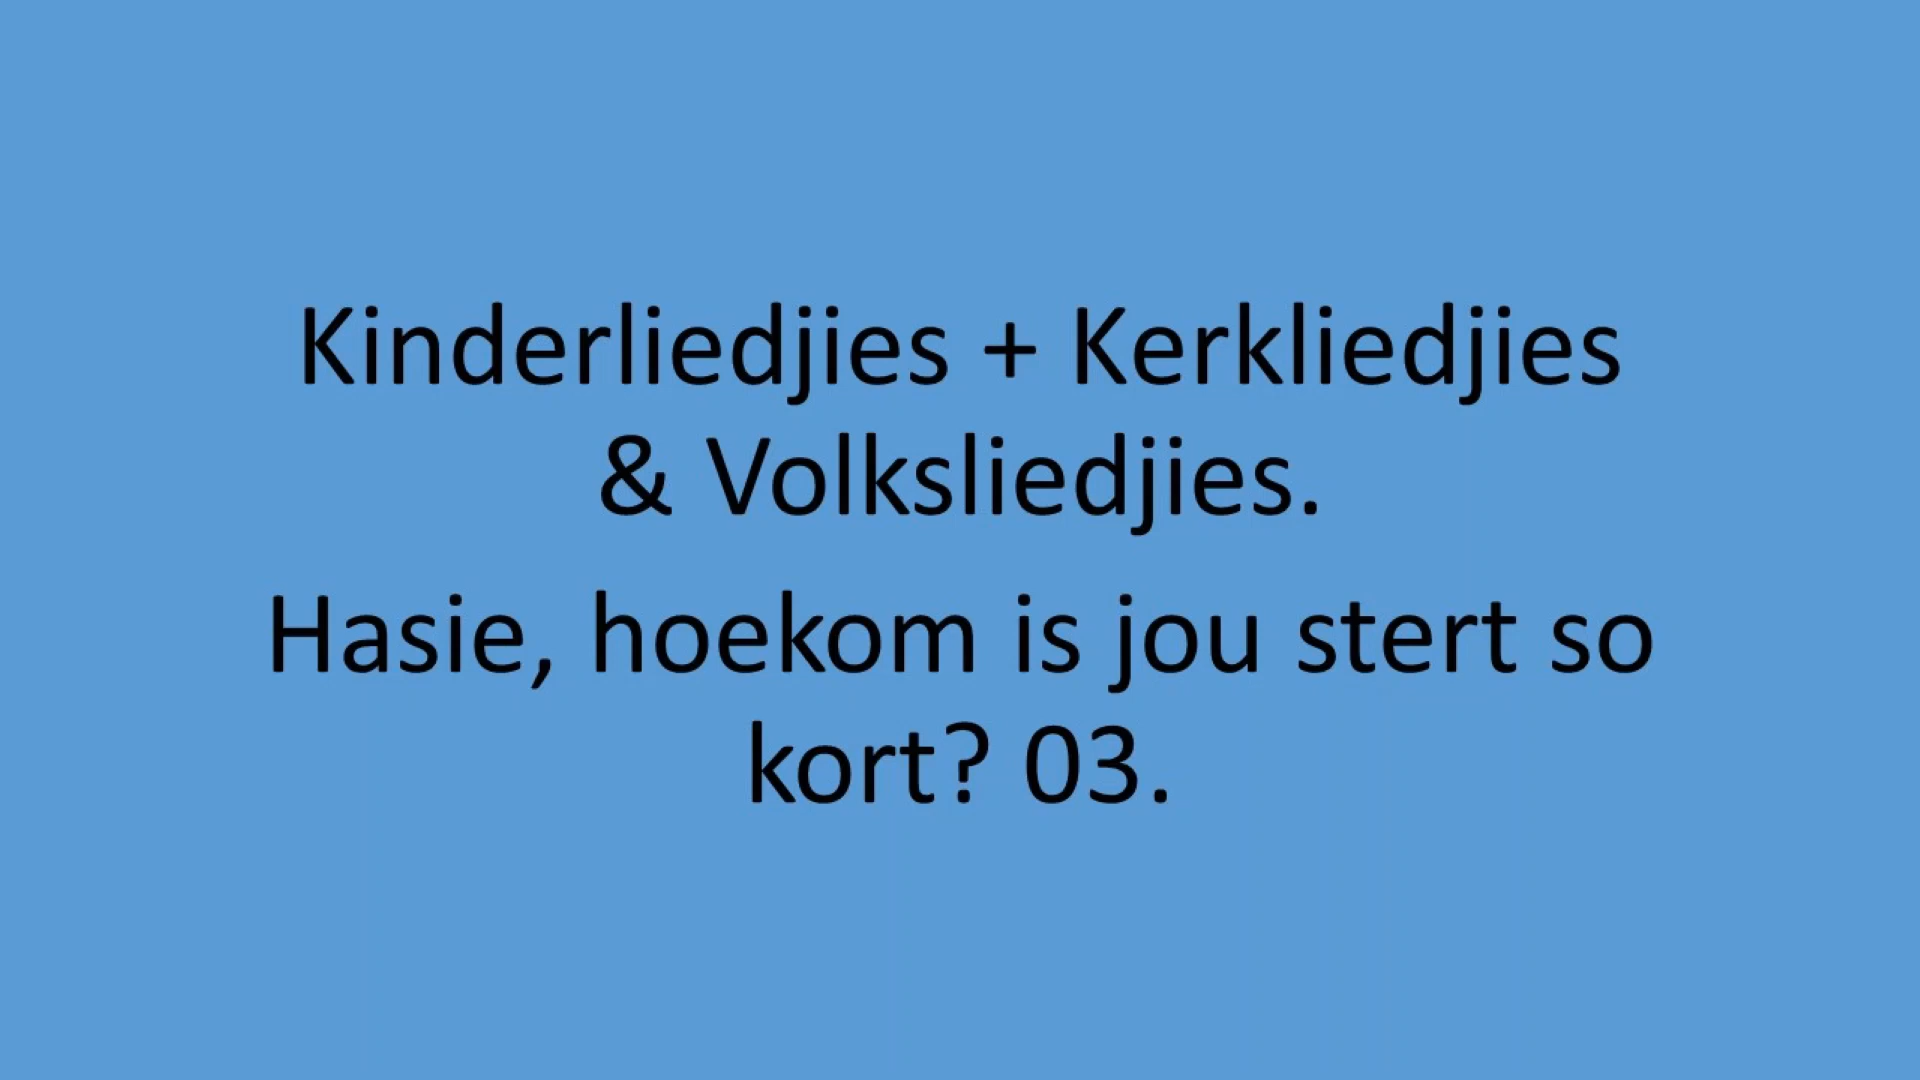 Kinderliedjies + Kerkliedjies
& Volksliedjies.
Hasie, hoekom is jou stert so
kort? 03.